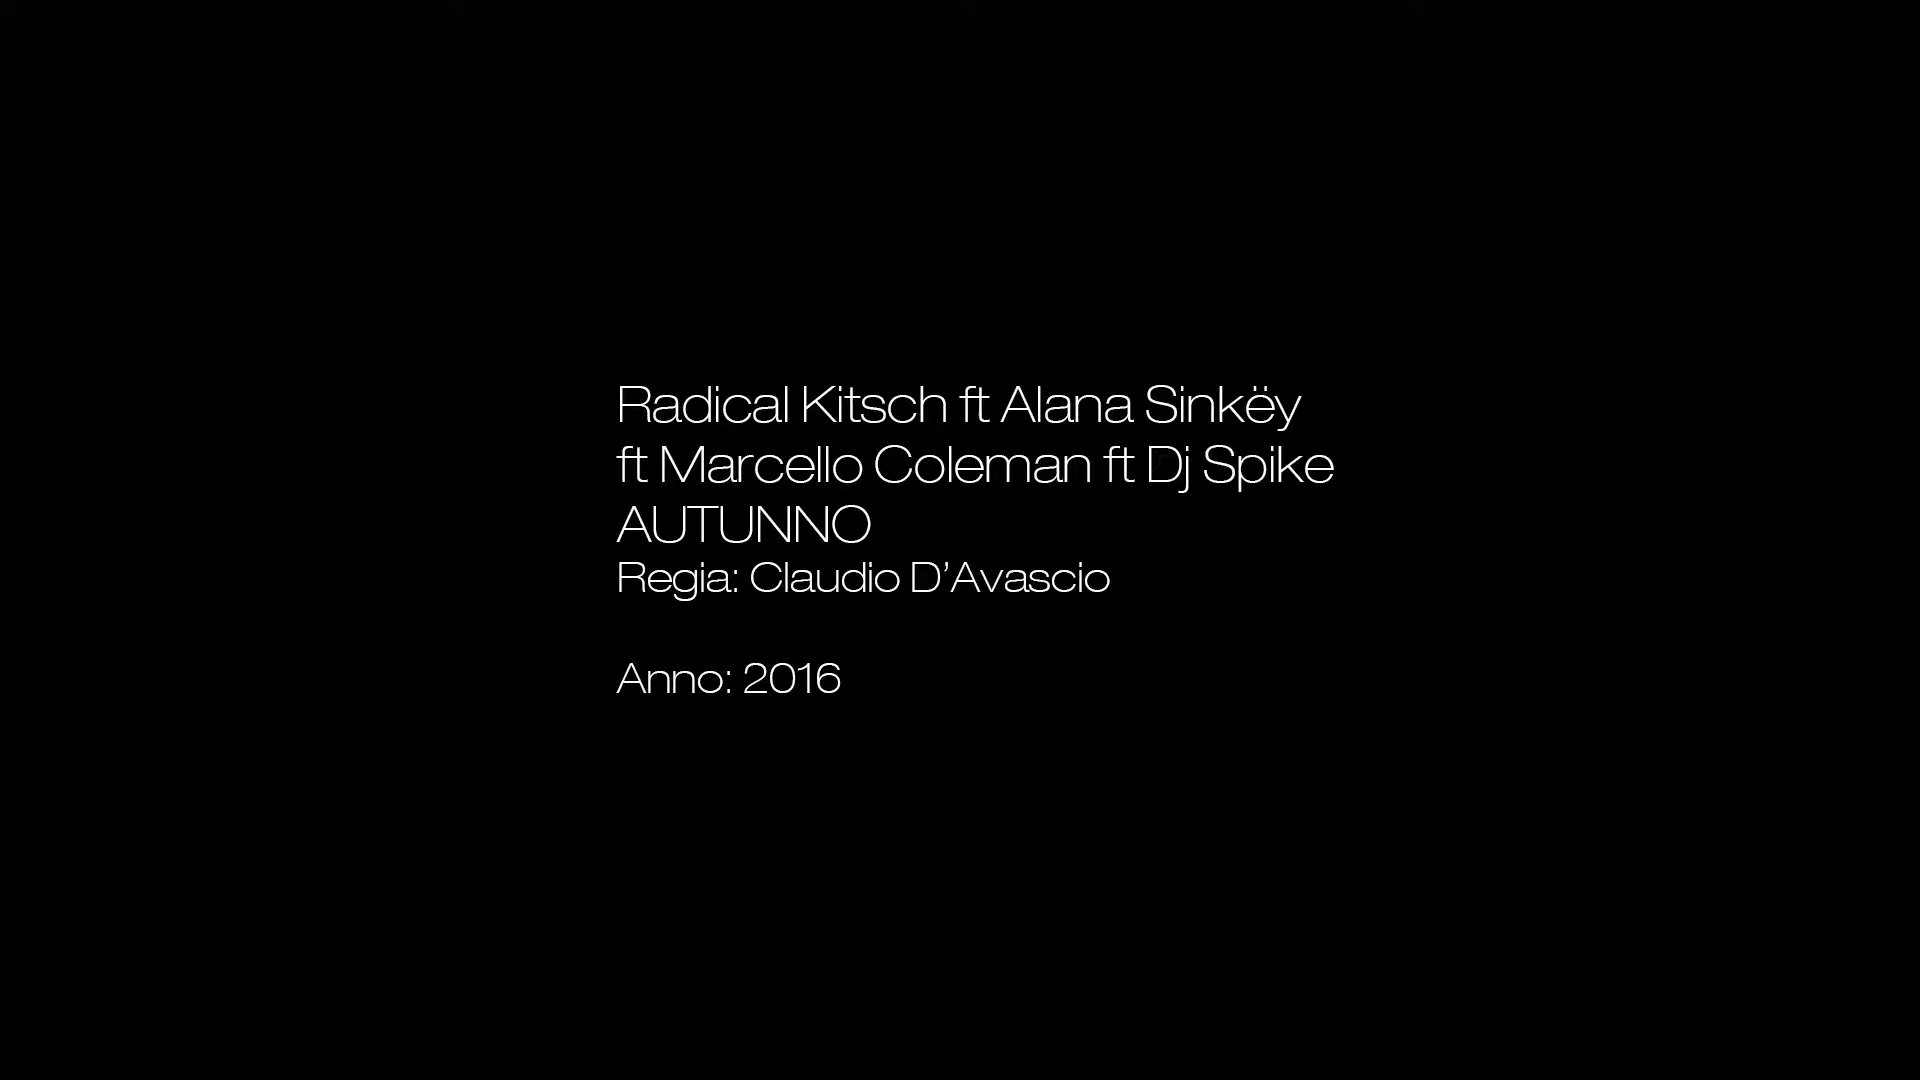 Radical Kitsch ft Alana Sinkëy
ft Marcello Coleman ft Dj Spike
AUTUNNO
Regia: Claudio D’Avascio
Anno: 2016